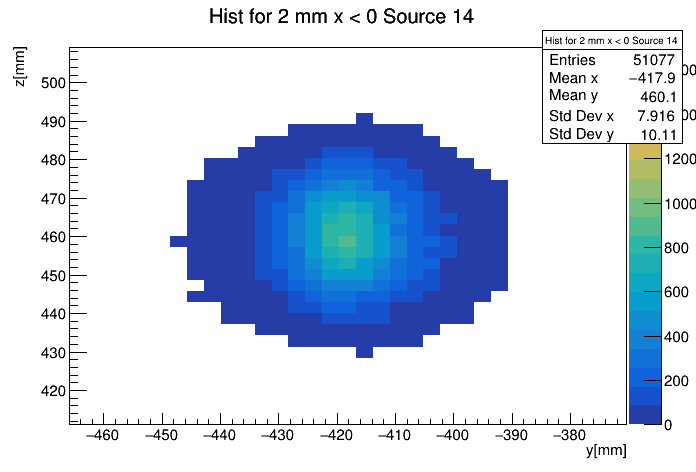 Hist for 2 mm x < 0 Source 14
Hist for 2 mm x < 0 Source 14
Entries 51077
Mean x −417.9
Mean y 460.1
Std Dev x 7.916
Std Dev y 10.11
z[mm]
500
490
480
470
460
450
440
430
420
1200
1000
800
600
400
200
0
−460 −450 −440 −430 −420 −410 −400 −390 −380
y[mm]